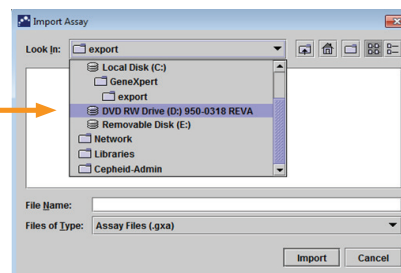 Import Assay
Look In: export
Local Disk (C:)
GeneXpert
export
DVD RW Drive (D:) 950-0318 REVA
Removable Disk (E:)
Network
Libraries
Cepheid-Admin
File Name:
Files of Type: Assay Files (.gxa)
Import Cancel